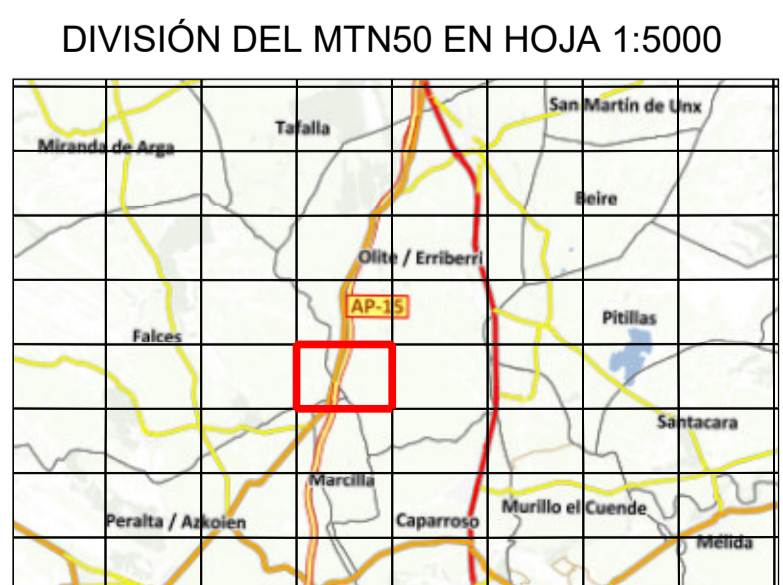 DIVISIÓN DEL MTN50 EN HOJA 1:5000
San Martín de Unx
Tafalla
Miranda de Arga
Beire
Olite / Erriberri
AP-15
Pitillas
Falces
Santacara
Marcilla
Murillo el Cuende
Peralta / Azkoien
Caparroso
Mélida